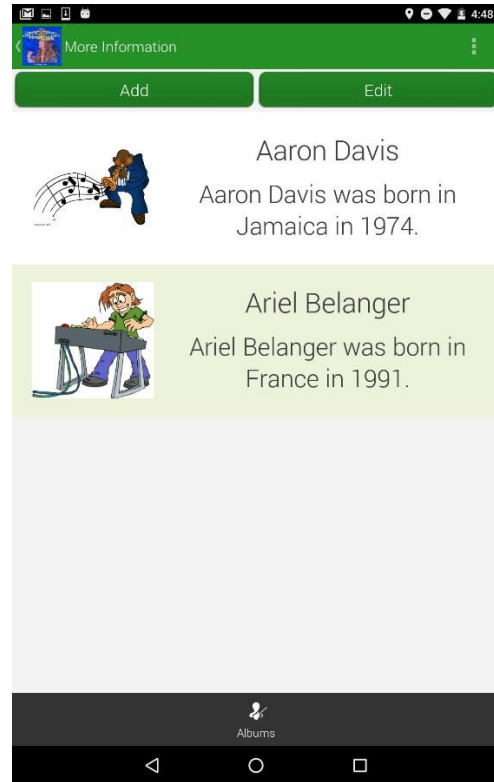 4:48
More Information
Add
Edit
Aaron Davis
Aaron Davis was born in
Jamaica in 1974.
Ariel Belanger
Ariel Belanger was born in
France in 1991.
Albums